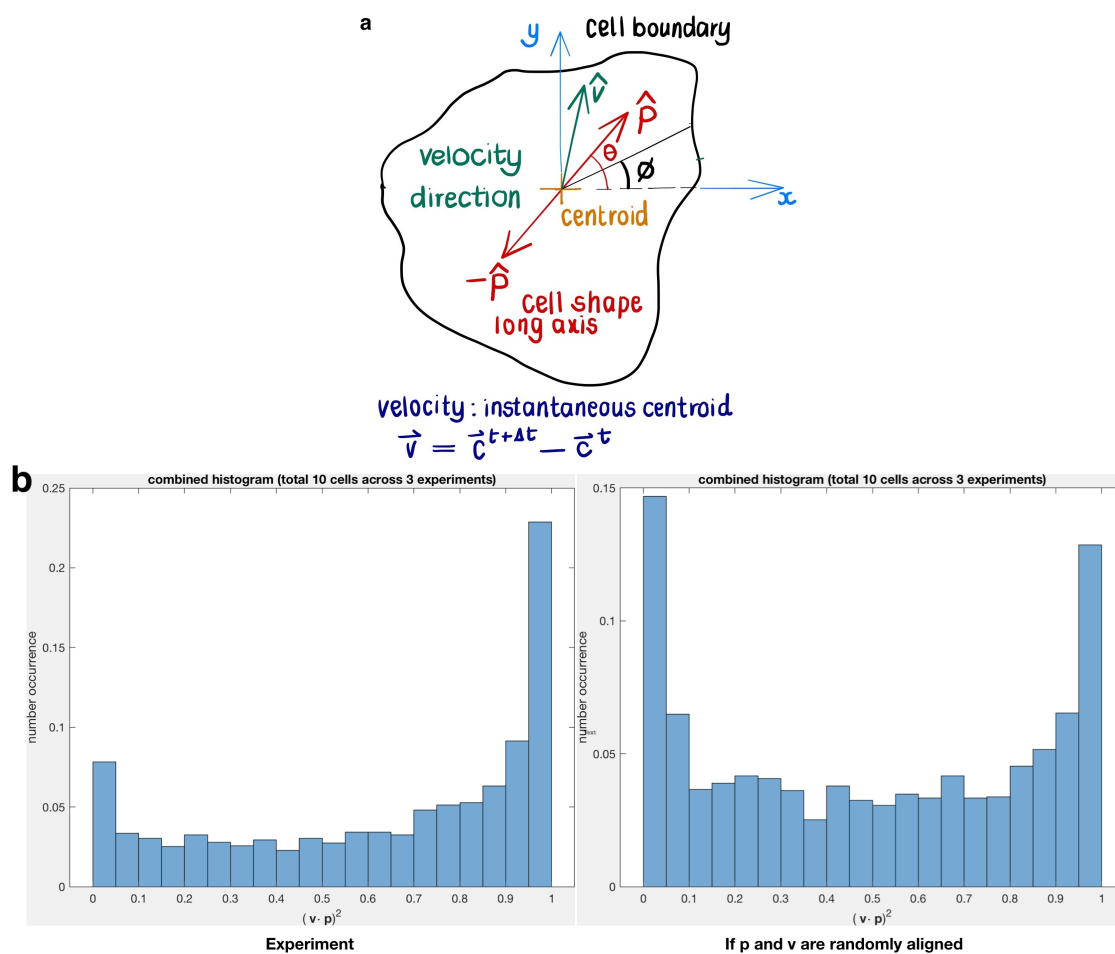 a
cell boundary
y
v̂
p̂
θ
velocity
direction
ϕ
x
centroid
−p̂
cell shape
long axis
velocity : instantaneous centroid
v⃗ = c⃗^{t+Δt} − c⃗^{t}
b
combined histogram (total 10 cells across 3 experiments)
0.25
0.2
0.15
0.1
0.05
0
number occurrence
0 0.1 0.2 0.3 0.4 0.5 0.6 0.7 0.8 0.9 1
( v · p)²
Experiment
combined histogram (total 10 cells across 3 experiments)
0.15
0.1
0.05
0
number occurrence
0 0.1 0.2 0.3 0.4 0.5 0.6 0.7 0.8 0.9 1
( v · p)²
If p and v are randomly aligned